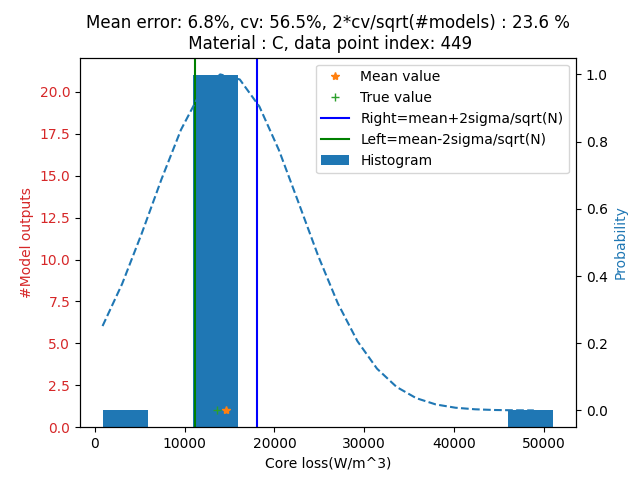 Mean error: 6.8%, cv: 56.5%, 2*cv/sqrt(#models) : 23.6 %
Material : C, data point index: 449
Mean value
True value
Right=mean+2sigma/sqrt(N)
Left=mean-2sigma/sqrt(N)
Histogram
#Model outputs
20.0
17.5
15.0
12.5
10.0
7.5
5.0
2.5
0.0
1.0
0.8
0.6
0.4
0.2
0.0
Probability
0 10000 20000 30000 40000 50000
Core loss(W/m^3)